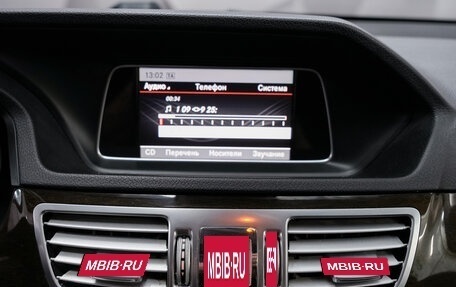 13:02 TA
Аудио Телефон Система
00:34
1 09 <>9 28:
CD Перечень Носители Звучание
MBIB.RU
MBIB.RU
MBIB.RU